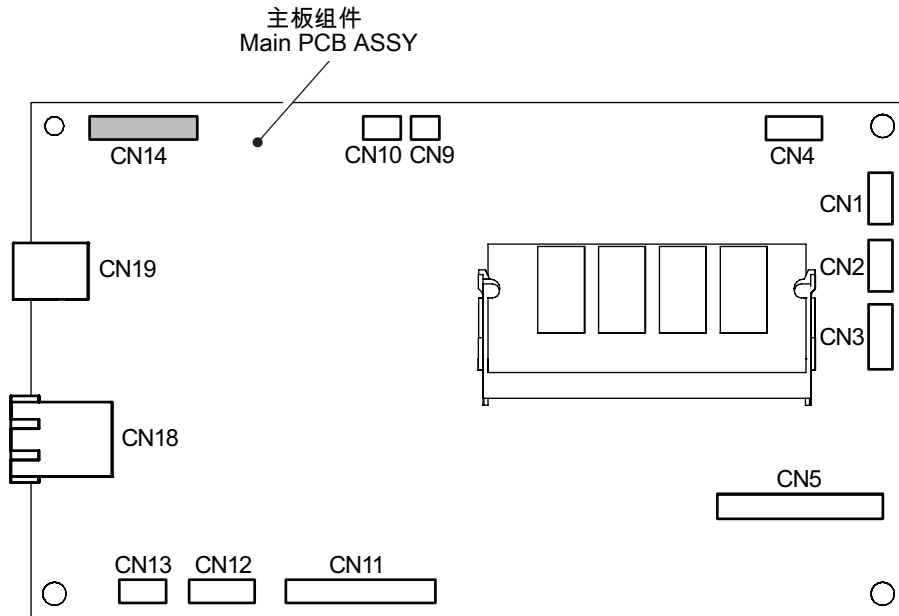 主板组件
Main PCB ASSY
CN14
CN10 CN9
CN4
CN1
CN19
CN2
CN3
CN18
CN5
CN13 CN12 CN11